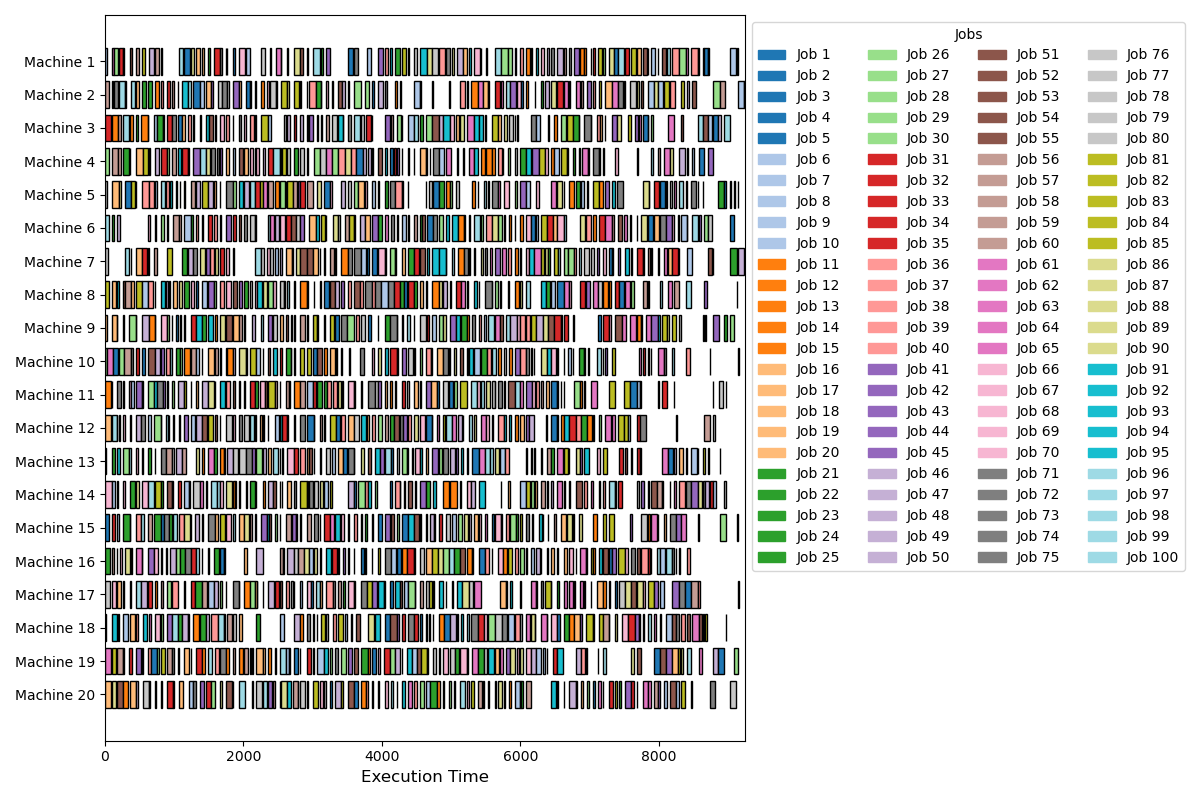 Machine 1
Machine 2
Machine 3
Machine 4
Machine 5
Machine 6
Machine 7
Machine 8
Machine 9
Machine 10
Machine 11
Machine 12
Machine 13
Machine 14
Machine 15
Machine 16
Machine 17
Machine 18
Machine 19
Machine 20
0 2000 4000 6000 8000
Execution Time
Jobs
Job 1 Job 26 Job 51 Job 76
Job 2 Job 27 Job 52 Job 77
Job 3 Job 28 Job 53 Job 78
Job 4 Job 29 Job 54 Job 79
Job 5 Job 30 Job 55 Job 80
Job 6 Job 31 Job 56 Job 81
Job 7 Job 32 Job 57 Job 82
Job 8 Job 33 Job 58 Job 83
Job 9 Job 34 Job 59 Job 84
Job 10 Job 35 Job 60 Job 85
Job 11 Job 36 Job 61 Job 86
Job 12 Job 37 Job 62 Job 87
Job 13 Job 38 Job 63 Job 88
Job 14 Job 39 Job 64 Job 89
Job 15 Job 40 Job 65 Job 90
Job 16 Job 41 Job 66 Job 91
Job 17 Job 42 Job 67 Job 92
Job 18 Job 43 Job 68 Job 93
Job 19 Job 44 Job 69 Job 94
Job 20 Job 45 Job 70 Job 95
Job 21 Job 46 Job 71 Job 96
Job 22 Job 47 Job 72 Job 97
Job 23 Job 48 Job 73 Job 98
Job 24 Job 49 Job 74 Job 99
Job 25 Job 50 Job 75 Job 100